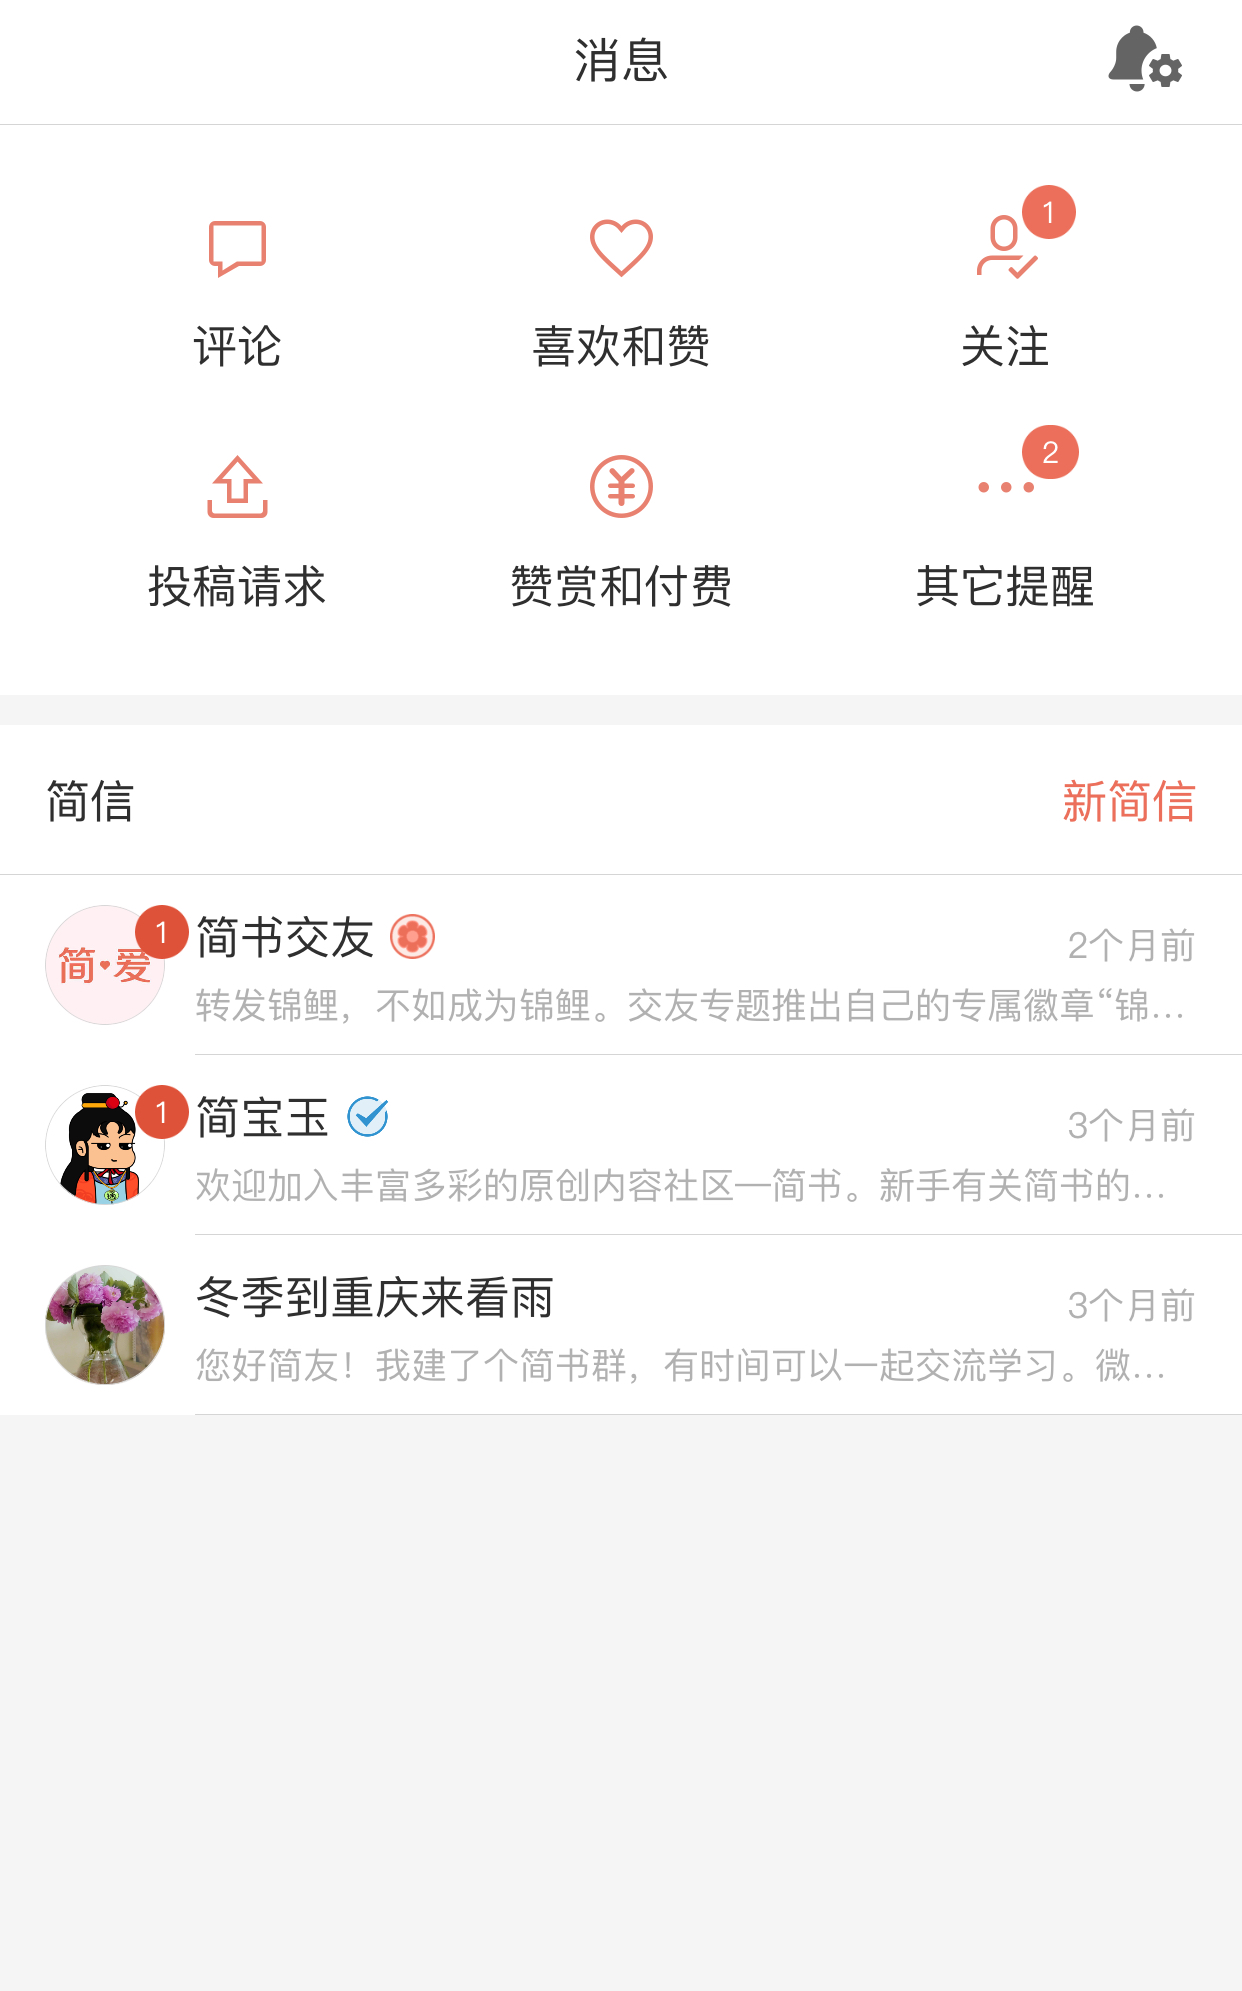 消息
1
评论
喜欢和赞
关注
2
投稿请求
赞赏和付费
其它提醒
简信
新简信
简·爱
1
简书交友
2个月前
转发锦鲤，不如成为锦鲤。交友专题推出自己的专属徽章“锦...
1
简宝玉
3个月前
欢迎加入丰富多彩的原创内容社区—简书。新手有关简书的...
冬季到重庆来看雨
3个月前
您好简友！我建了个简书群，有时间可以一起交流学习。微...